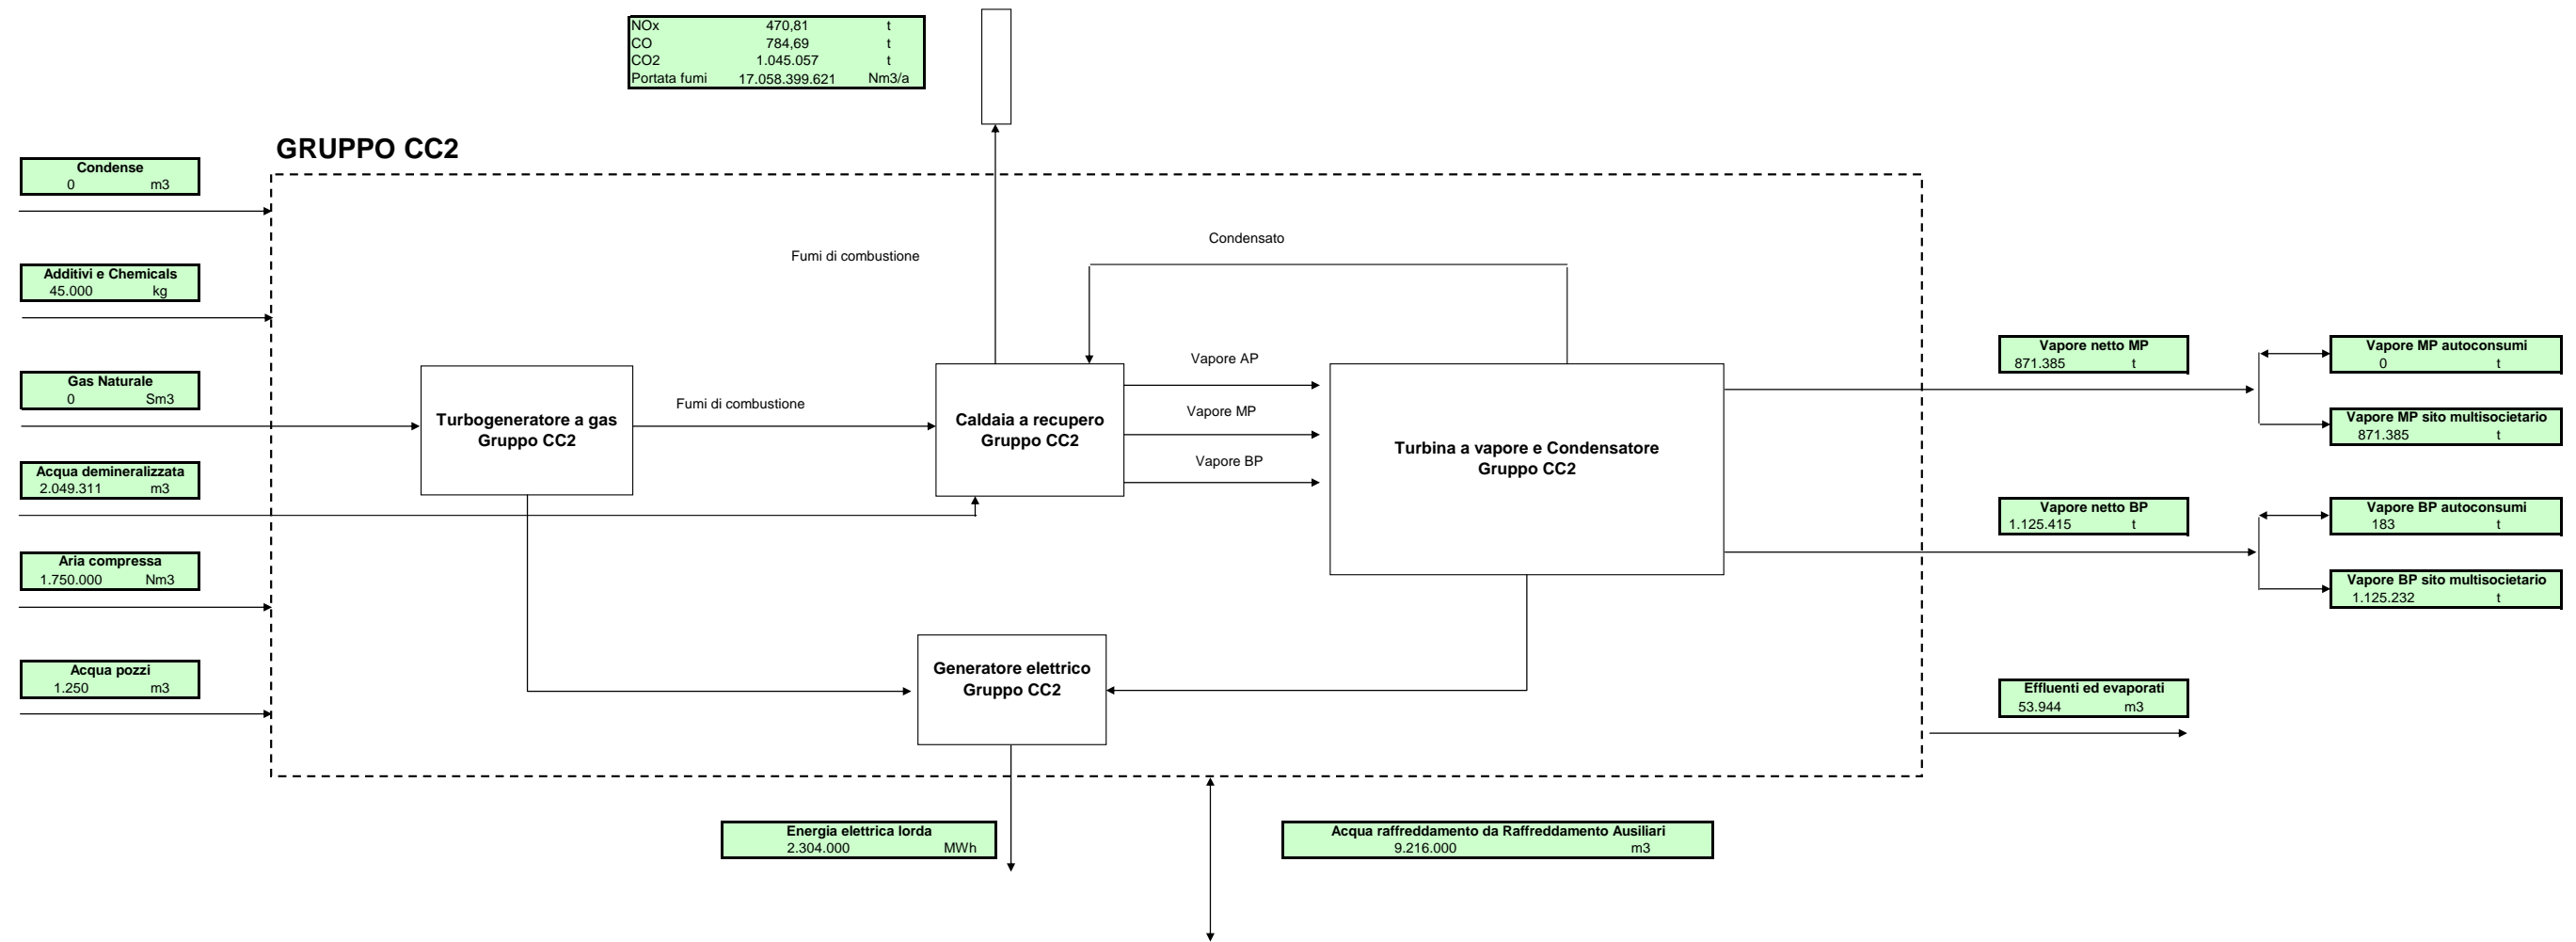 NOx 470,81 t
CO 784,69 t
CO2 1.045.057 t
Portata fumi 17.058.399.621 Nm3/a
GRUPPO CC2
Condense
0 m3
Additivi e Chemicals
45.000 kg
Gas Naturale
0 Sm3
Acqua demineralizzata
2.049.311 m3
Aria compressa
1.750.000 Nm3
Acqua pozzi
1.250 m3
Fumi di combustione
Condensato
Turbogeneratore a gas
Gruppo CC2
Fumi di combustione
Caldaia a recupero
Gruppo CC2
Vapore AP
Vapore MP
Vapore BP
Turbina a vapore e Condensatore
Gruppo CC2
Generatore elettrico
Gruppo CC2
Vapore netto MP
871.385 t
Vapore MP autoconsumi
0 t
Vapore MP sito multisocietario
871.385 t
Vapore netto BP
1.125.415 t
Vapore BP autoconsumi
183 t
Vapore BP sito multisocietario
1.125.232 t
Effluenti ed evaporati
53.944 m3
Energia elettrica lorda
2.304.000 MWh
Acqua raffreddamento da Raffreddamento Ausiliari
9.216.000 m3